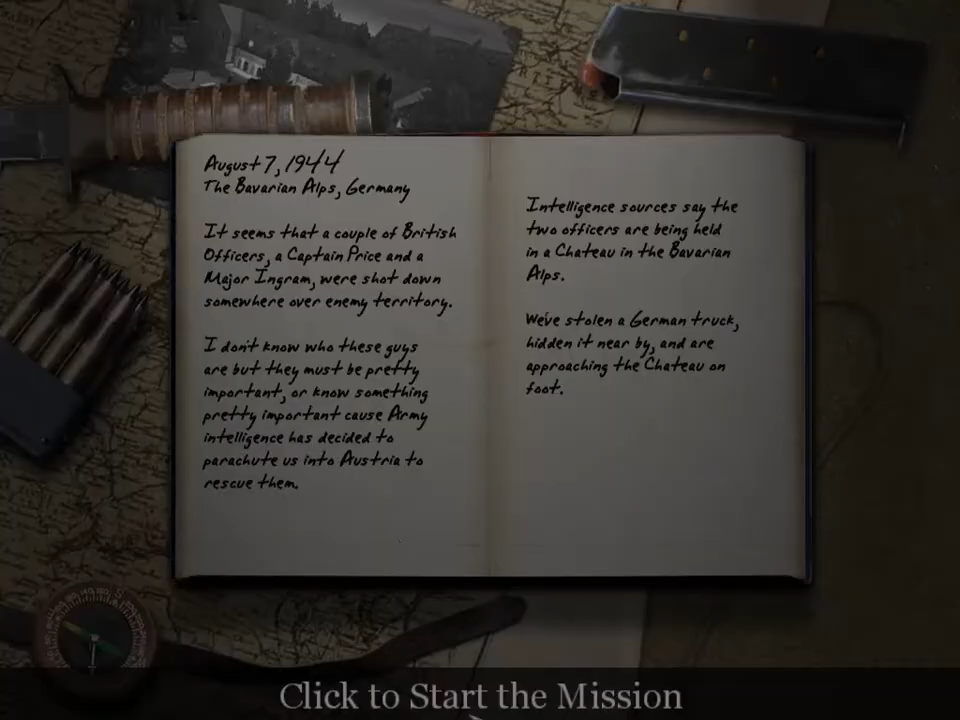 August 7, 1944
The Bavarian Alps, Germany
It seems that a couple of British
Officers, a Captain Price and a
Major Ingram, were shot down
somewhere over enemy territory.
I don't know who these guys
are but they must be pretty
important, or know something
pretty important cause Army
intelligence has decided to
parachute us into Austria to
rescue them.
Intelligence sources say the
two officers are being held
in a Chateau in the Bavarian
Alps.
We've stolen a German truck,
hidden it near by, and are
approaching the Chateau on
foot.
Click to Start the Mission